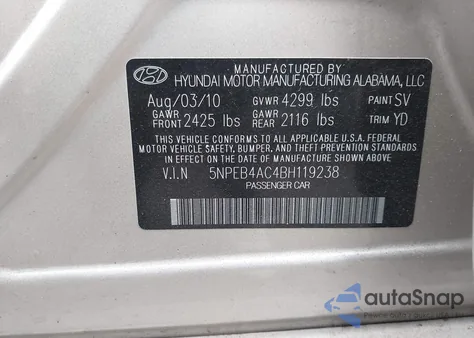 MANUFACTURED BY
HYUNDAI MOTOR MANUFACTURING ALABAMA, LLC
Aug/03/10 GVWR 4299 lbs PAINT SV
GAWR FRONT 2425 lbs GAWR REAR 2116 lbs TRIM YD
THIS VEHICLE CONFORMS TO ALL APPLICABLE U.S.A. FEDERAL
MOTOR VEHICLE SAFETY, BUMPER, AND THEFT PREVENTION STANDARDS
IN EFFECT ON THE DATE OF MANUFACTURE SHOWN ABOVE.
V.I.N 5NPEB4AC4BH119238
PASSENGER CAR
autoSnap